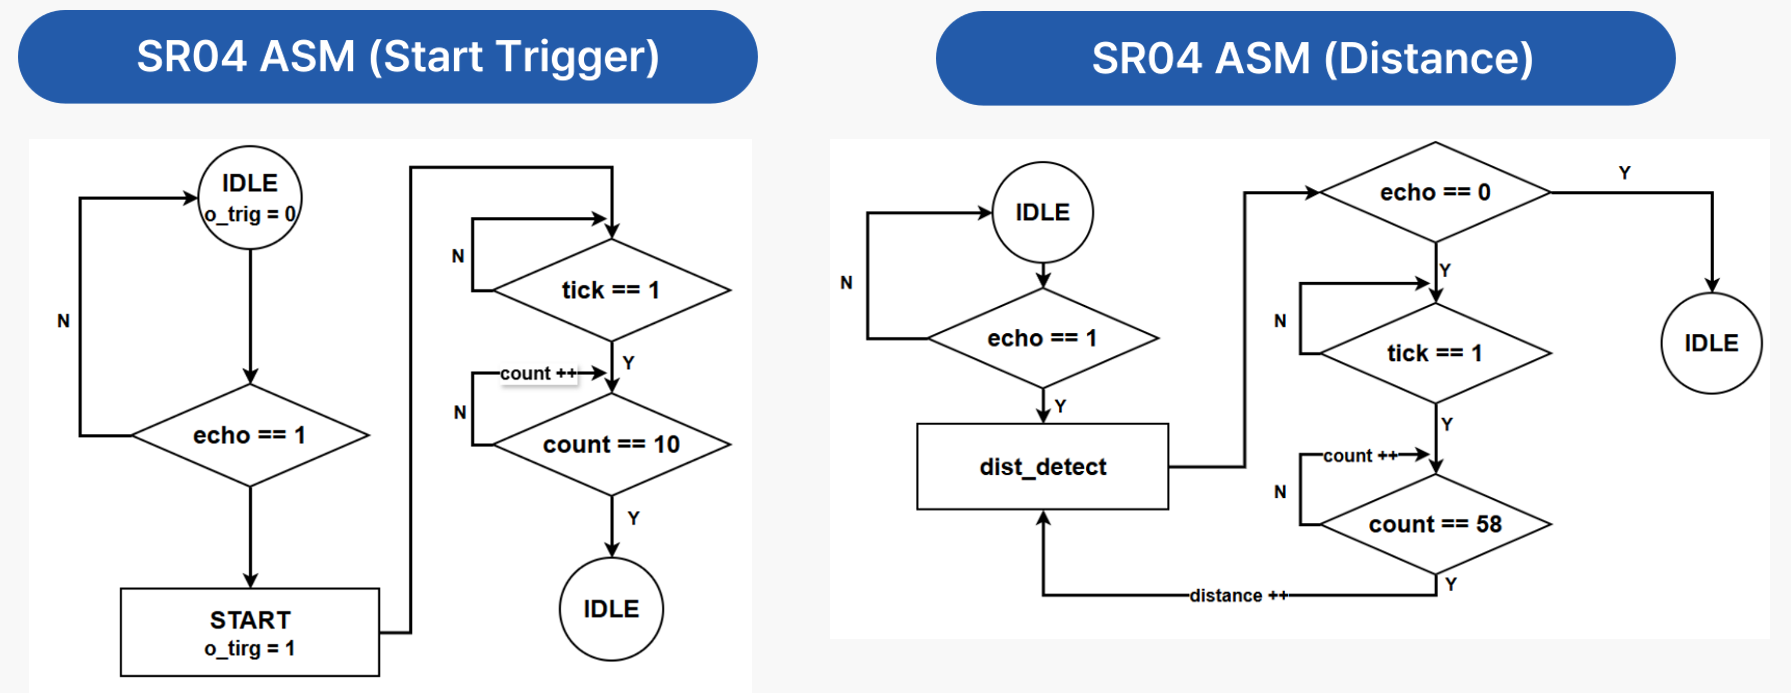 SR04 ASM (Start Trigger)
IDLE
o_trig = 0
N
echo == 1
START
o_tirg = 1
N
tick == 1
Y
count ++
N
count == 10
Y
IDLE
SR04 ASM (Distance)
IDLE
N
echo == 1
Y
dist_detect
echo == 0
Y
Y
N
tick == 1
Y
count ++
N
count == 58
Y
distance ++
IDLE